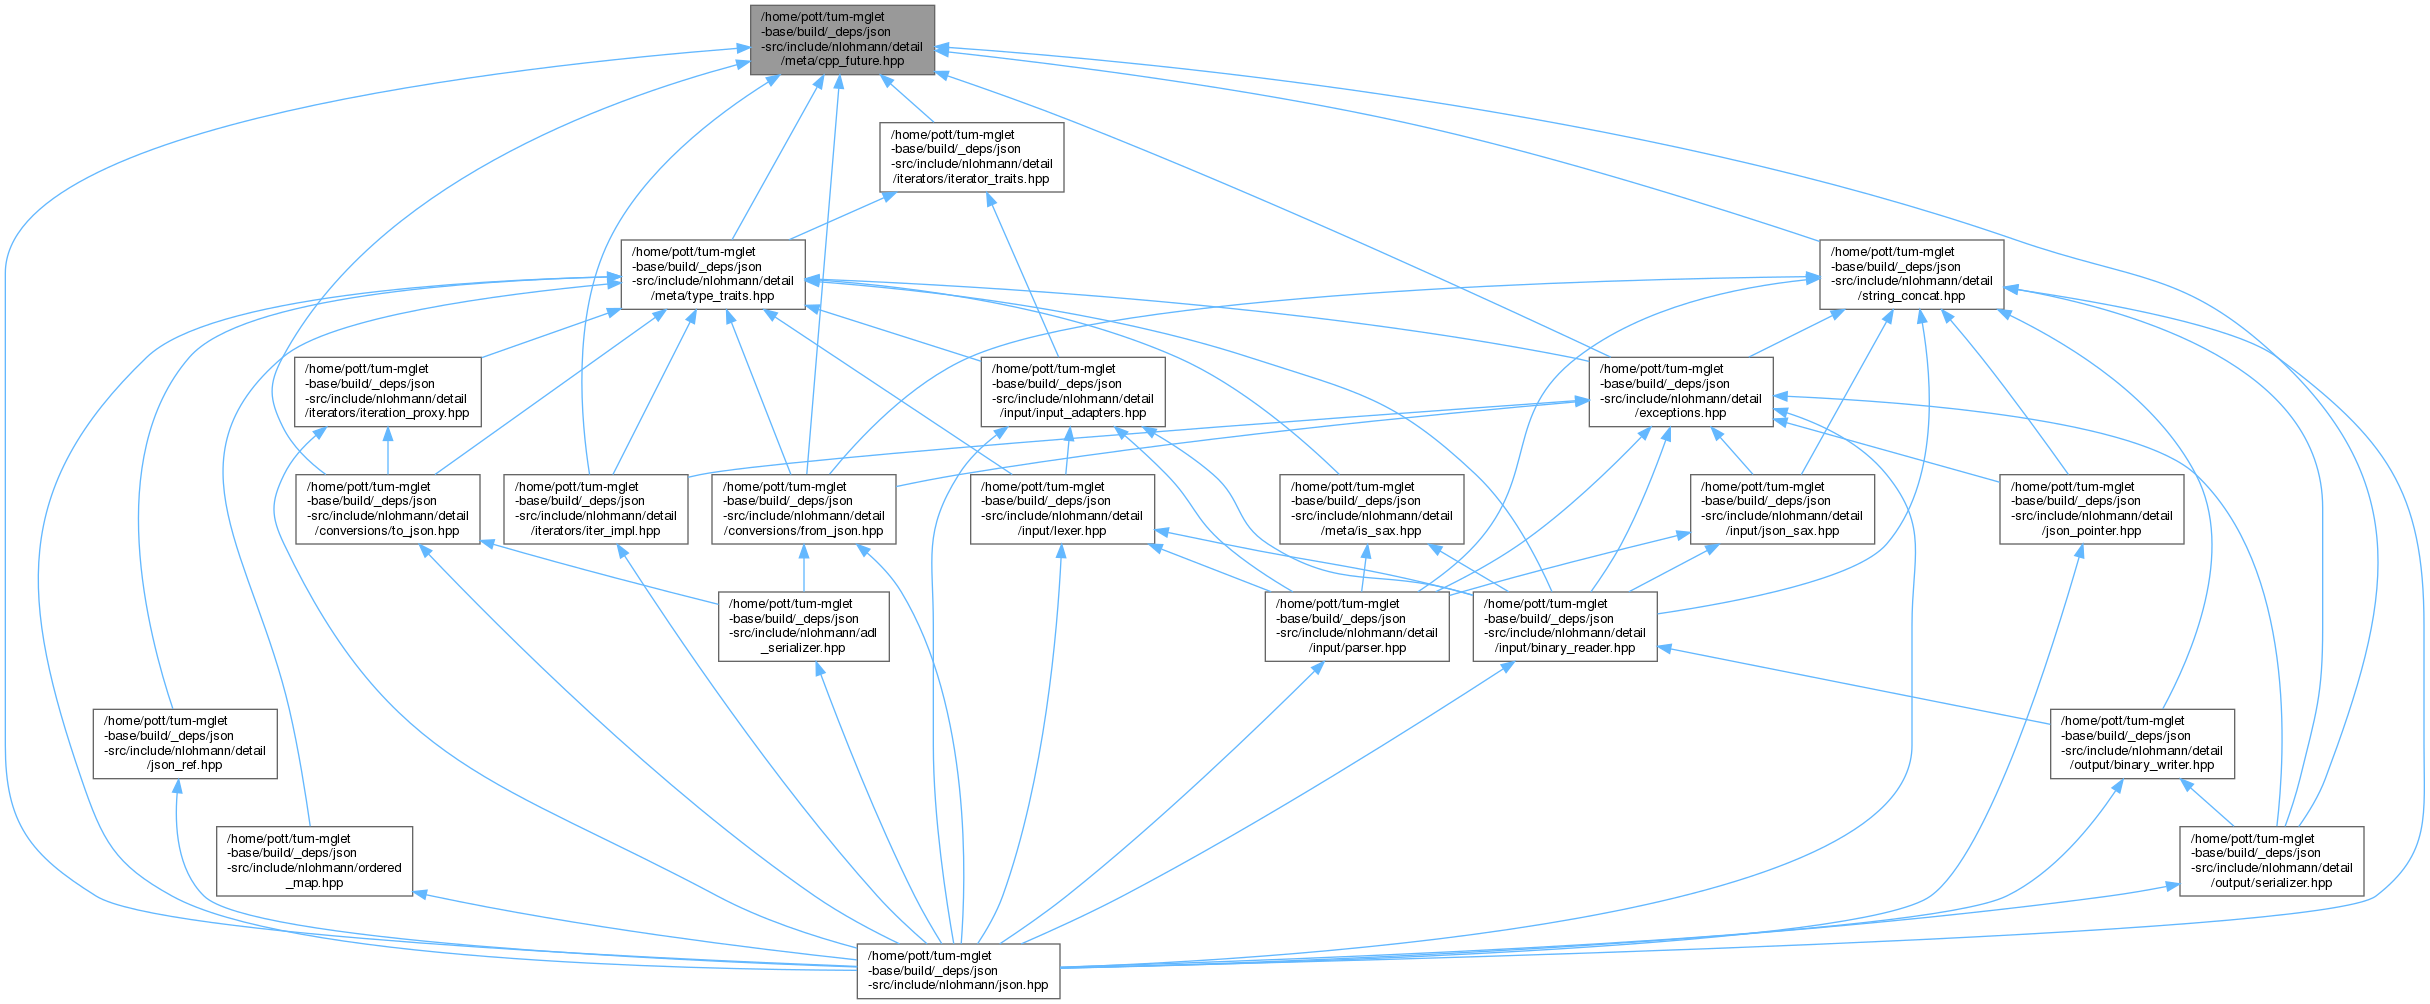 /home/pott/tum-mglet
-base/build/_deps/json
-src/include/nlohmann/detail
/meta/cpp_future.hpp
/home/pott/tum-mglet
-base/build/_deps/json
-src/include/nlohmann/detail
/iterators/iterator_traits.hpp
/home/pott/tum-mglet
-base/build/_deps/json
-src/include/nlohmann/detail
/meta/type_traits.hpp
/home/pott/tum-mglet
-base/build/_deps/json
-src/include/nlohmann/detail
/string_concat.hpp
/home/pott/tum-mglet
-base/build/_deps/json
-src/include/nlohmann/detail
/iterators/iteration_proxy.hpp
/home/pott/tum-mglet
-base/build/_deps/json
-src/include/nlohmann/detail
/input/input_adapters.hpp
/home/pott/tum-mglet
-base/build/_deps/json
-src/include/nlohmann/detail
/exceptions.hpp
/home/pott/tum-mglet
-base/build/_deps/json
-src/include/nlohmann/detail
/conversions/to_json.hpp
/home/pott/tum-mglet
-base/build/_deps/json
-src/include/nlohmann/detail
/iterators/iter_impl.hpp
/home/pott/tum-mglet
-base/build/_deps/json
-src/include/nlohmann/detail
/conversions/from_json.hpp
/home/pott/tum-mglet
-base/build/_deps/json
-src/include/nlohmann/detail
/input/lexer.hpp
/home/pott/tum-mglet
-base/build/_deps/json
-src/include/nlohmann/detail
/meta/is_sax.hpp
/home/pott/tum-mglet
-base/build/_deps/json
-src/include/nlohmann/detail
/input/json_sax.hpp
/home/pott/tum-mglet
-base/build/_deps/json
-src/include/nlohmann/detail
/json_pointer.hpp
/home/pott/tum-mglet
-base/build/_deps/json
-src/include/nlohmann/adl
_serializer.hpp
/home/pott/tum-mglet
-base/build/_deps/json
-src/include/nlohmann/detail
/input/parser.hpp
/home/pott/tum-mglet
-base/build/_deps/json
-src/include/nlohmann/detail
/input/binary_reader.hpp
/home/pott/tum-mglet
-base/build/_deps/json
-src/include/nlohmann/detail
/json_ref.hpp
/home/pott/tum-mglet
-base/build/_deps/json
-src/include/nlohmann/detail
/output/binary_writer.hpp
/home/pott/tum-mglet
-base/build/_deps/json
-src/include/nlohmann/ordered
_map.hpp
/home/pott/tum-mglet
-base/build/_deps/json
-src/include/nlohmann/detail
/output/serializer.hpp
/home/pott/tum-mglet
-base/build/_deps/json
-src/include/nlohmann/json.hpp